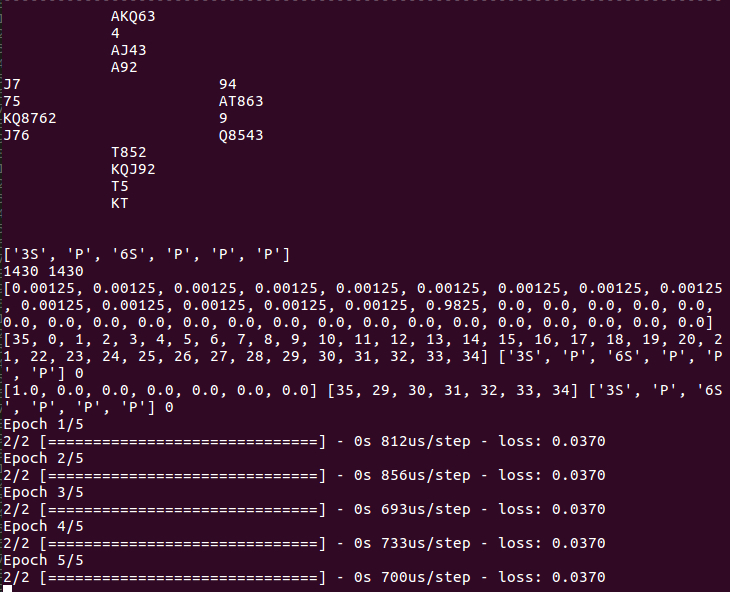 AKQ63
4
AJ43
A92
J7 94
75 AT863
KQ8762 9
J76 Q8543
T852
KQJ92
T5
KT
['3S', 'P', '6S', 'P', 'P', 'P']
1430 1430
[0.00125, 0.00125, 0.00125, 0.00125, 0.00125, 0.00125, 0.00125, 0.00125, 0.00125
, 0.00125, 0.00125, 0.00125, 0.00125, 0.00125, 0.9825, 0.0, 0.0, 0.0, 0.0, 0.0,
0.0, 0.0, 0.0, 0.0, 0.0, 0.0, 0.0, 0.0, 0.0, 0.0, 0.0, 0.0, 0.0, 0.0, 0.0, 0.0]
[35, 0, 1, 2, 3, 4, 5, 6, 7, 8, 9, 10, 11, 12, 13, 14, 15, 16, 17, 18, 19, 20, 2
1, 22, 23, 24, 25, 26, 27, 28, 29, 30, 31, 32, 33, 34] ['3S', 'P', '6S', 'P', 'P
', 'P'] 0
[1.0, 0.0, 0.0, 0.0, 0.0, 0.0, 0.0] [35, 29, 30, 31, 32, 33, 34] ['3S', 'P', '6S
', 'P', 'P', 'P'] 0
Epoch 1/5
2/2 [==============================] - 0s 812us/step - loss: 0.0370
Epoch 2/5
2/2 [==============================] - 0s 856us/step - loss: 0.0370
Epoch 3/5
2/2 [==============================] - 0s 693us/step - loss: 0.0370
Epoch 4/5
2/2 [==============================] - 0s 733us/step - loss: 0.0370
Epoch 5/5
2/2 [==============================] - 0s 700us/step - loss: 0.0370